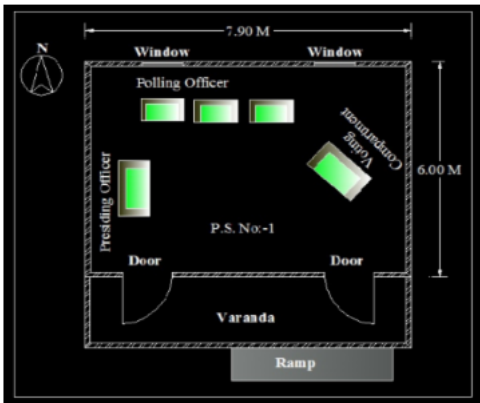 7.90 M
N
Window
Window
Polling Officer
Voting
Compartment
Presiding Officer
6.00 M
P.S. No:-1
Door
Door
Varanda
Ramp